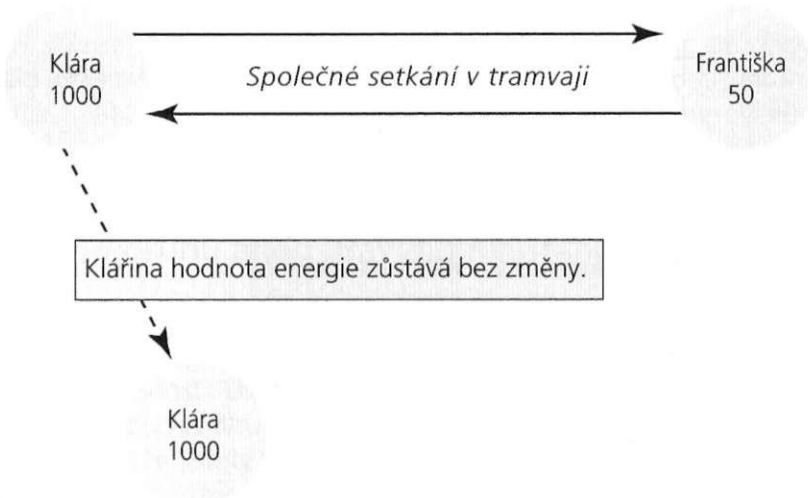 Klára
1000
Společné setkání v tramvaji
Františka
50
Klářina hodnota energie zůstává bez změny.
Klára
1000